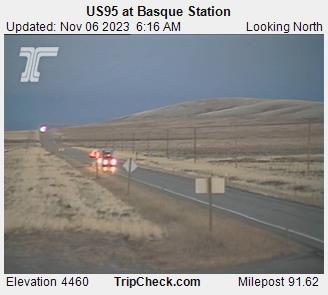 US95 at Basque Station
Updated: Nov 06 2023  6:16 AM  Looking North
Elevation 4460  TripCheck.com  Milepost 91.62